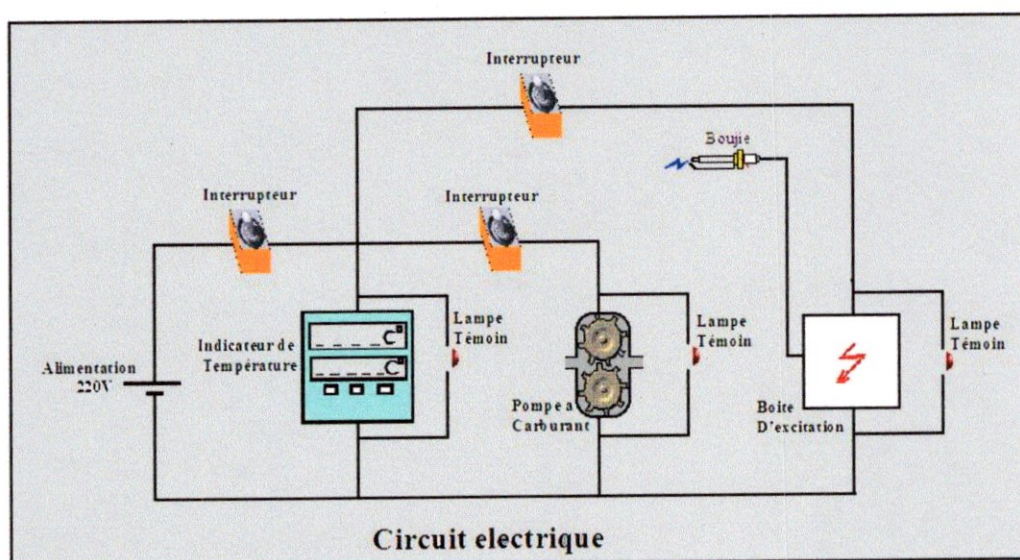 Interrupteur
Boujie
Interrupteur
Interrupteur
Alimentation
220V
Indicateur de
Température
_ _ _ _ C°
_ _ _ _ C°
Lampe
Témoin
Pompe a
Carburant
Lampe
Témoin
Boite
D'excitation
Lampe
Témoin
Circuit electrique